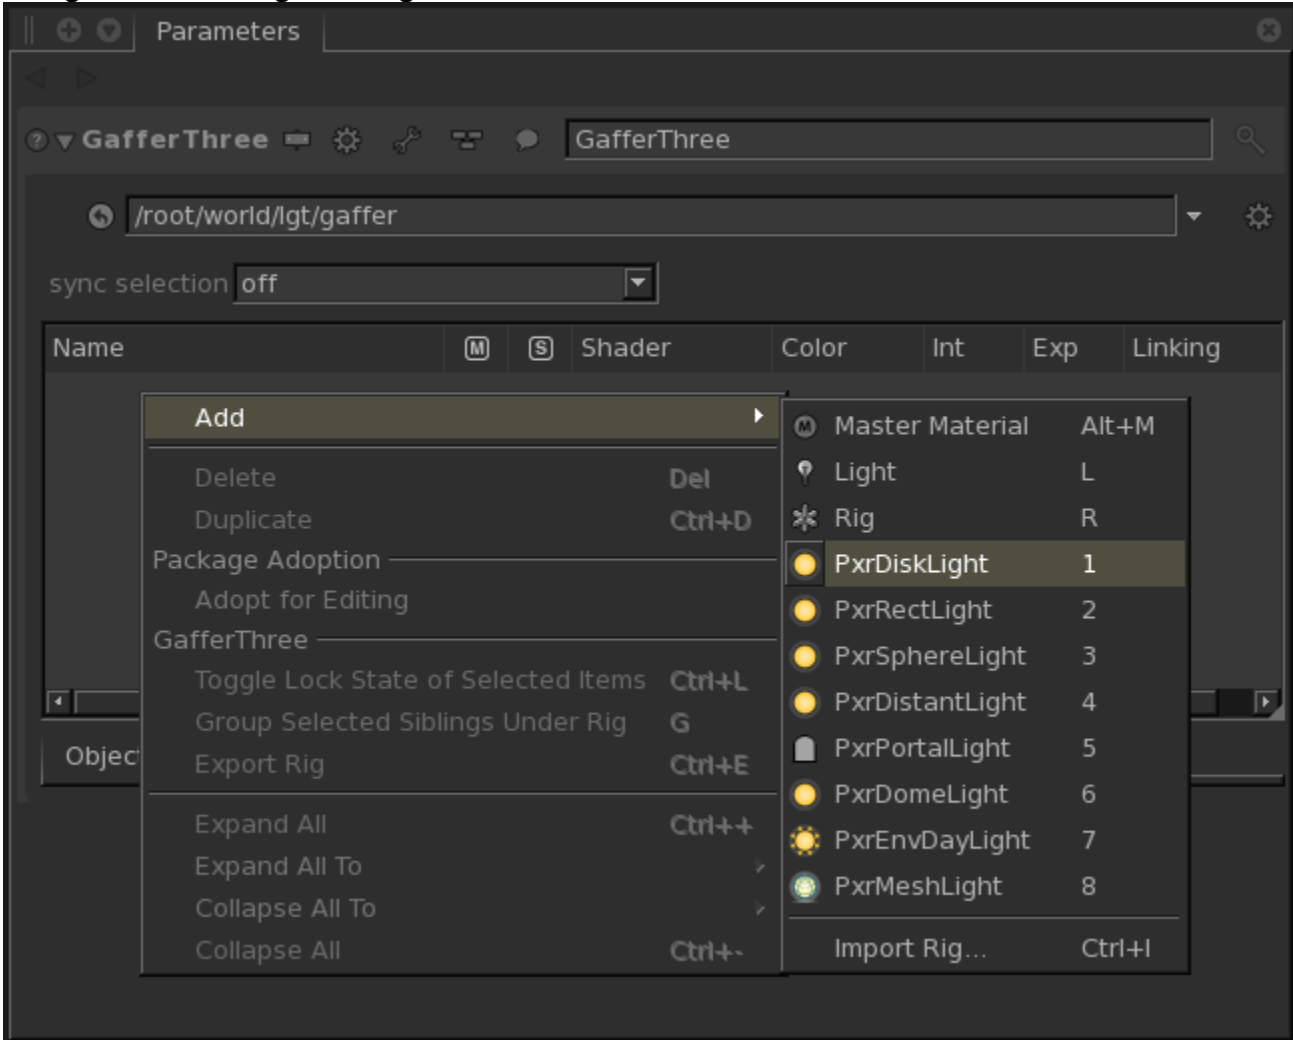 Parameters
GafferThree GafferThree
/root/world/lgt/gaffer
sync selection off
Name M S Shader Color Int Exp Linking
Add
Delete Del
Duplicate Ctrl+D
Package Adoption
Adopt for Editing
GafferThree
Toggle Lock State of Selected Items Ctrl+L
Group Selected Siblings Under Rig G
Export Rig Ctrl+E
Expand All Ctrl++
Expand All To
Collapse All To
Collapse All Ctrl+-
Master Material Alt+M
Light L
Rig R
PxrDiskLight 1
PxrRectLight 2
PxrSphereLight 3
PxrDistantLight 4
PxrPortalLight 5
PxrDomeLight 6
PxrEnvDayLight 7
PxrMeshLight 8
Import Rig... Ctrl+I
Objec